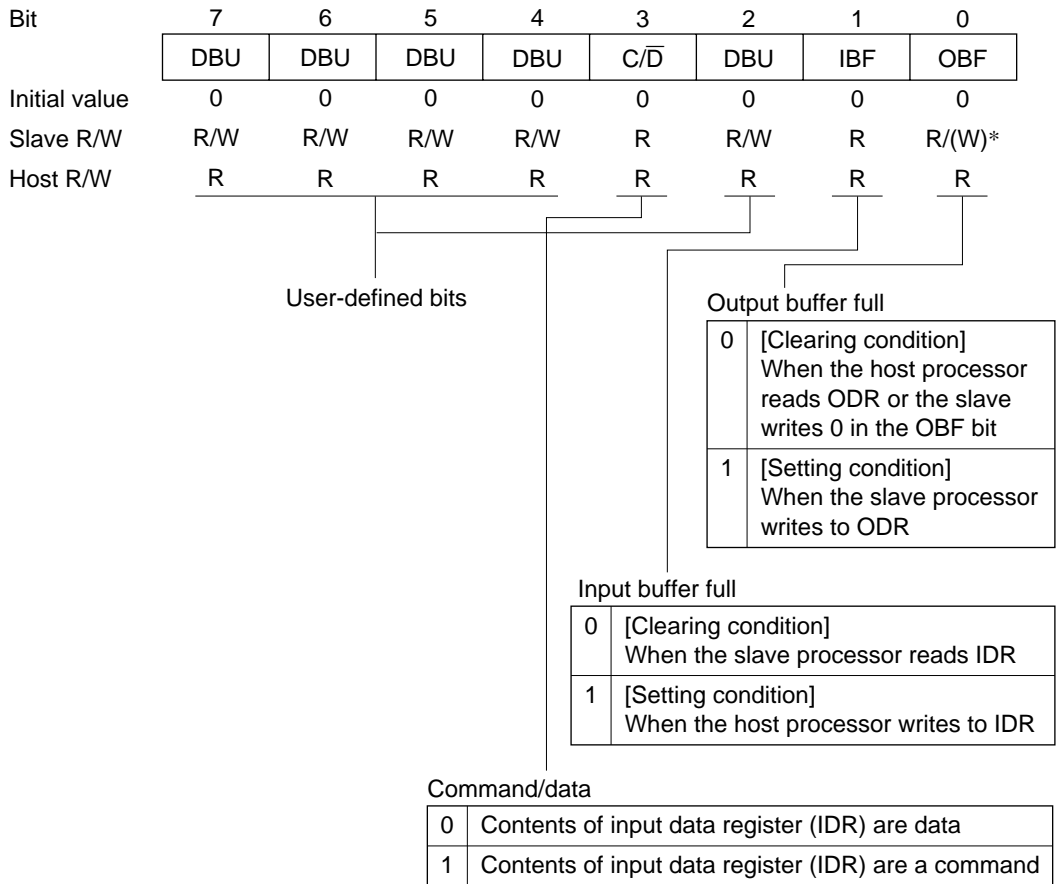 Bit 7 6 5 4 3 2 1 0
DBU DBU DBU DBU C/D̅ DBU IBF OBF
Initial value 0 0 0 0 0 0 0 0
Slave R/W R/W R/W R/W R/W R R/W R R/(W)*
Host R/W R R R R R R R R
User-defined bits
Output buffer full
0 [Clearing condition]
When the host processor
reads ODR or the slave
writes 0 in the OBF bit
1 [Setting condition]
When the slave processor
writes to ODR
Input buffer full
0 [Clearing condition]
When the slave processor reads IDR
1 [Setting condition]
When the host processor writes to IDR
Command/data
0 Contents of input data register (IDR) are data
1 Contents of input data register (IDR) are a command